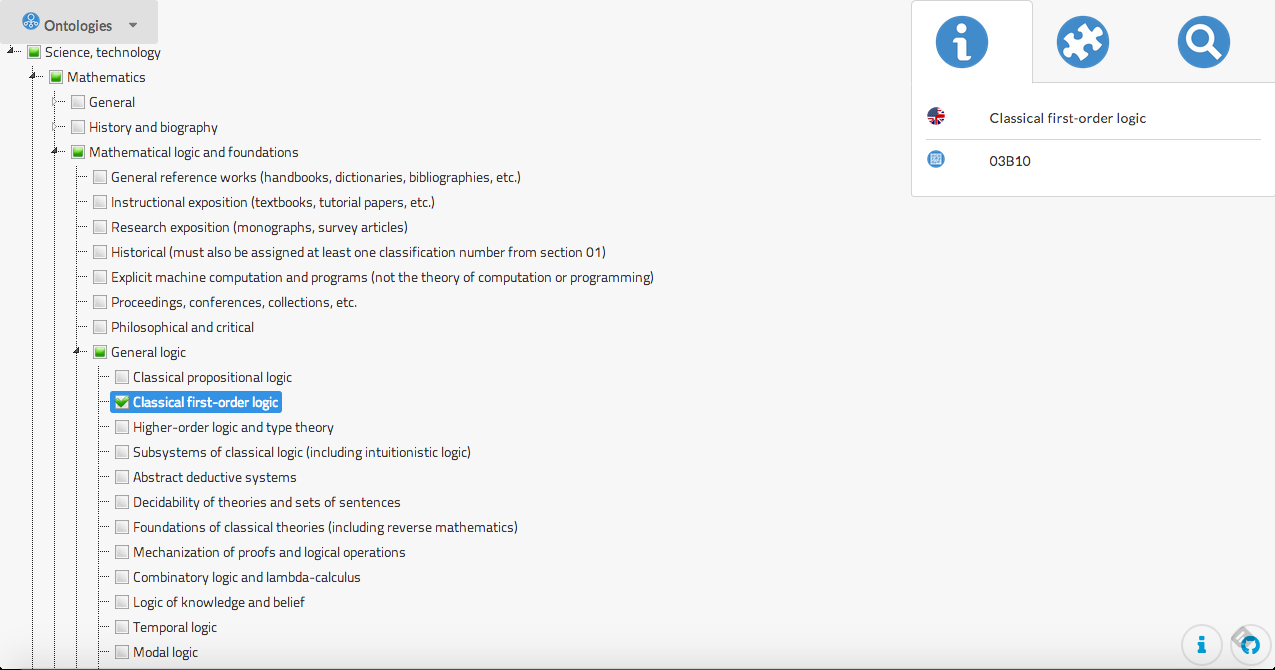 Ontologies
Science, technology
Mathematics
General
History and biography
Mathematical logic and foundations
General reference works (handbooks, dictionaries, bibliographies, etc.)
Instructional exposition (textbooks, tutorial papers, etc.)
Research exposition (monographs, survey articles)
Historical (must also be assigned at least one classification number from section 01)
Explicit machine computation and programs (not the theory of computation or programming)
Proceedings, conferences, collections, etc.
Philosophical and critical
General logic
Classical propositional logic
Classical first-order logic
Higher-order logic and type theory
Subsystems of classical logic (including intuitionistic logic)
Abstract deductive systems
Decidability of theories and sets of sentences
Foundations of classical theories (including reverse mathematics)
Mechanization of proofs and logical operations
Combinatory logic and lambda-calculus
Logic of knowledge and belief
Temporal logic
Modal logic
Classical first-order logic
03B10